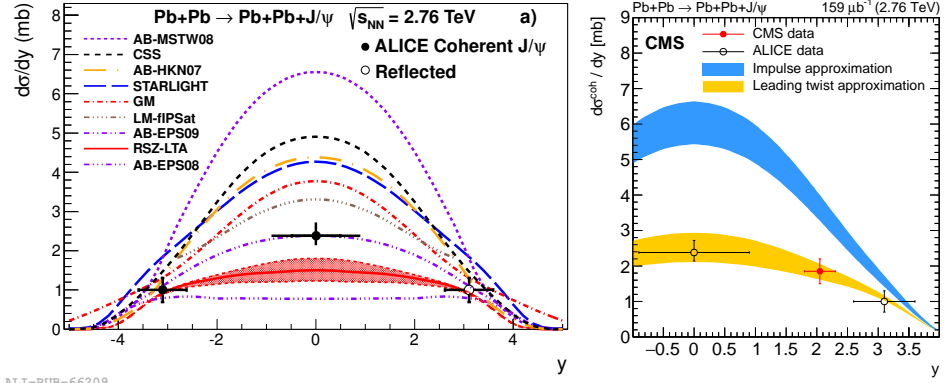 Pb+Pb → Pb+Pb+J/ψ √sNN = 2.76 TeV a)
AB-MSTW08
CSS
AB-HKN07
STARLIGHT
GM
LM-fIPSat
AB-EPS09
RSZ-LTA
AB-EPS08
ALICE Coherent J/ψ
Reflected
dσ/dy (mb)
8
7
6
5
4
3
2
1
0
-4 -2 0 2 4
y
ALI-PUB-66209
Pb+Pb → Pb+Pb+J/ψ 159 μb⁻¹ (2.76 TeV)
CMS
CMS data
ALICE data
Impulse approximation
Leading twist approximation
dσcoh / dy [mb]
9
8
7
6
5
4
3
2
1
0
−0.5 0 0.5 1 1.5 2 2.5 3 3.5
y